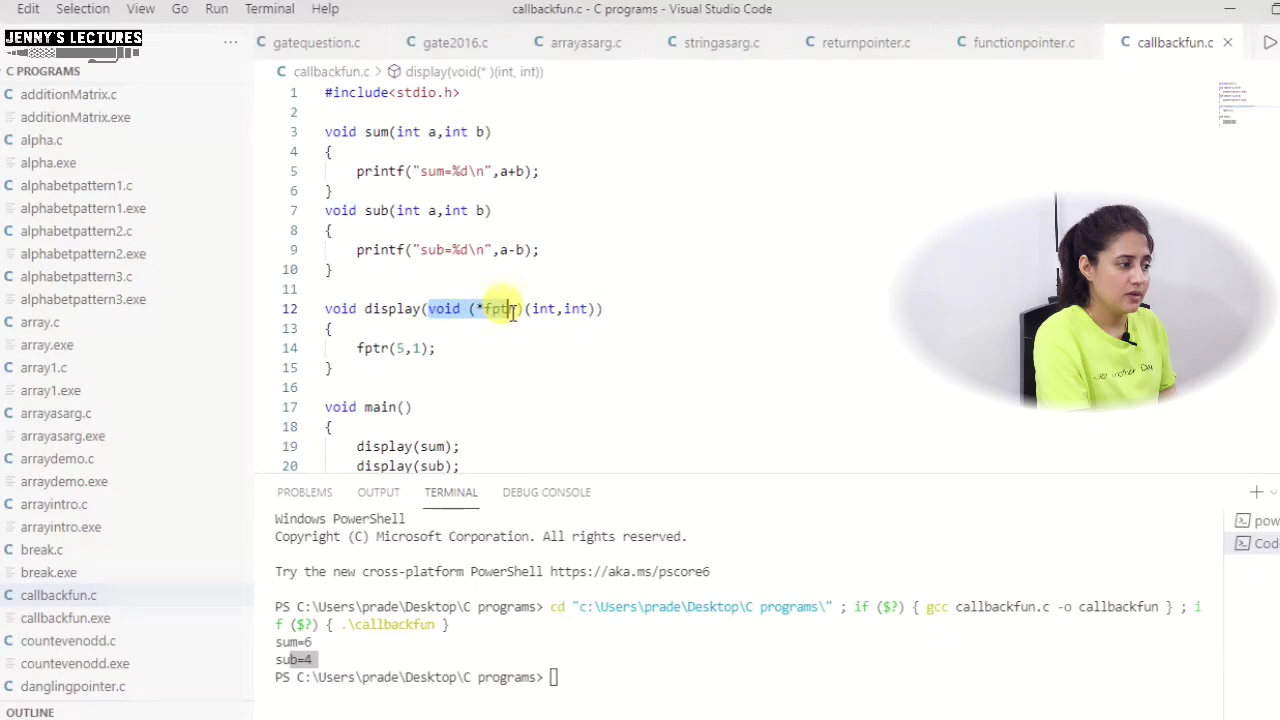 Edit Selection View Go Run Terminal Help callbackfun.c - C programs - Visual Studio Code
JENNY'S LECTURES
... gatequestion.c gate2016.c arrayasarg.c stringasarg.c returnpointer.c functionpointer.c callbackfun.c
C PROGRAMS
additionMatrix.c
additionMatrix.exe
alpha.c
alpha.exe
alphabetpattern1.c
alphabetpattern1.exe
alphabetpattern2.c
alphabetpattern2.exe
alphabetpattern3.c
alphabetpattern3.exe
array.c
array.exe
array1.c
array1.exe
arrayasarg.c
arrayasarg.exe
arraydemo.c
arraydemo.exe
arrayintro.c
arrayintro.exe
break.c
break.exe
callbackfun.c
callbackfun.exe
countevenodd.c
countevenodd.exe
danglingpointer.c
OUTLINE
callbackfun.c > display(void(* )(int, int))
1 #include<stdio.h>
2
3 void sum(int a,int b)
4 {
5 printf("sum=%d\n",a+b);
6 }
7 void sub(int a,int b)
8 {
9 printf("sub=%d\n",a-b);
10 }
11
12 void display(void (*fptr)(int,int))
13 {
14 fptr(5,1);
15 }
16
17 void main()
18 {
19 display(sum);
20 display(sub);
PROBLEMS OUTPUT TERMINAL DEBUG CONSOLE
Windows PowerShell
Copyright (C) Microsoft Corporation. All rights reserved.
Try the new cross-platform PowerShell https://aka.ms/pscore6
PS C:\Users\prade\Desktop\C programs> cd "c:\Users\prade\Desktop\C programs\" ; if ($?) { gcc callbackfun.c -o callbackfun } ; i
f ($?) { .\callbackfun }
sum=6
sub=4
PS C:\Users\prade\Desktop\C programs>
pow
Code